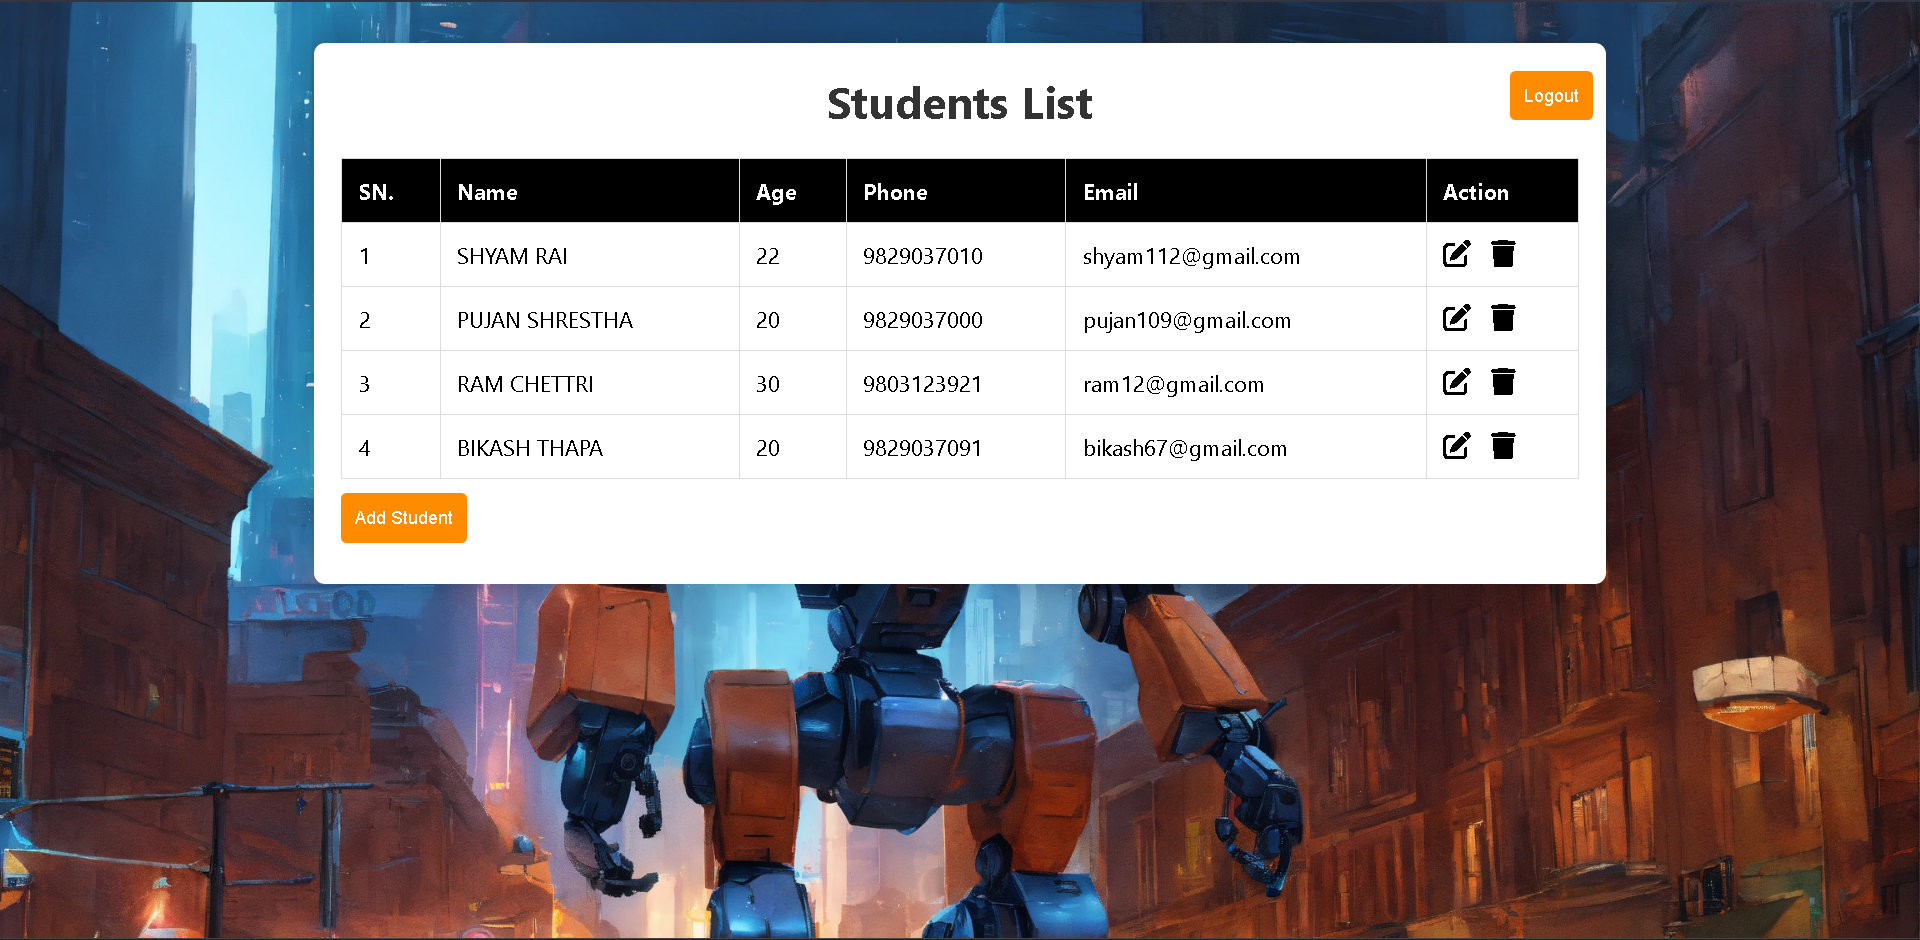 Students List
Logout
SN. Name Age Phone Email Action
1 SHYAM RAI 22 9829037010 shyam112@gmail.com
2 PUJAN SHRESTHA 20 9829037000 pujan109@gmail.com
3 RAM CHETTRI 30 9803123921 ram12@gmail.com
4 BIKASH THAPA 20 9829037091 bikash67@gmail.com
Add Student